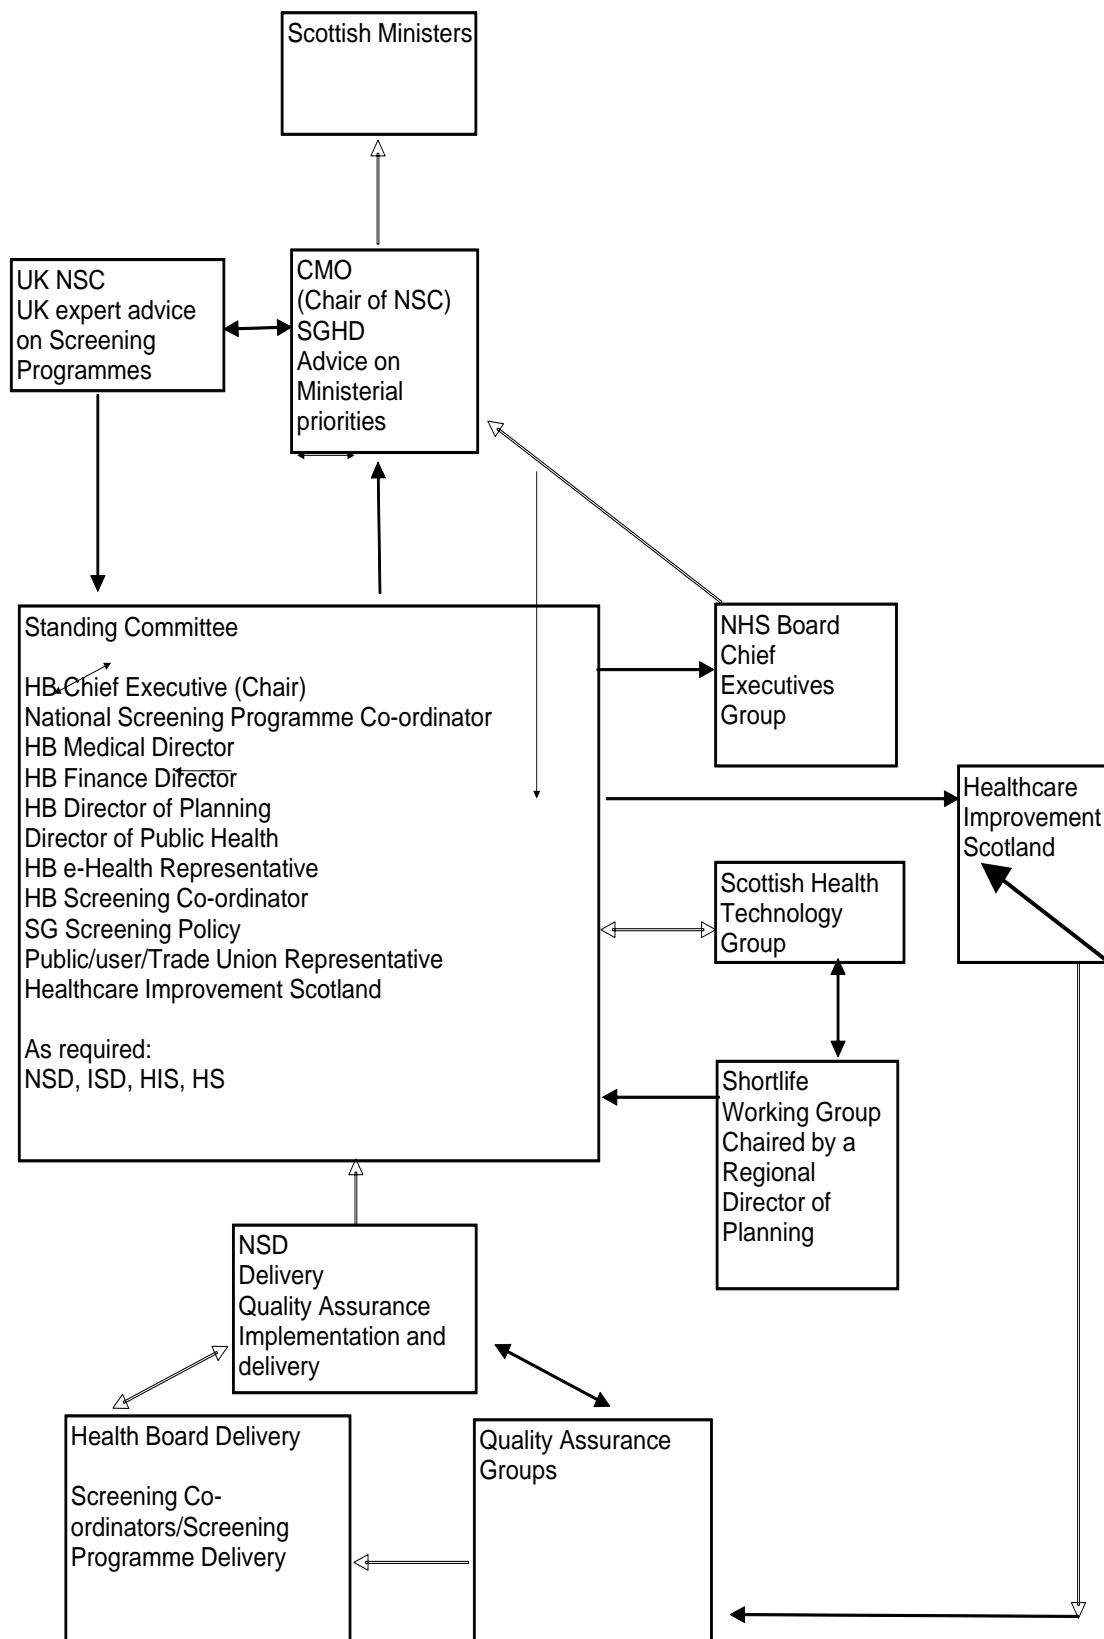 Scottish Ministers
UK NSC
UK expert advice
on Screening
Programmes
CMO
(Chair of NSC)
SGHD
Advice on
Ministerial
priorities
Standing Committee
HB Chief Executive (Chair)
National Screening Programme Co-ordinator
HB Medical Director
HB Finance Director
HB Director of Planning
Director of Public Health
HB e-Health Representative
HB Screening Co-ordinator
SG Screening Policy
Public/user/Trade Union Representative
Healthcare Improvement Scotland
As required:
NSD, ISD, HIS, HS
NHS Board
Chief
Executives
Group
Healthcare
Improvement
Scotland
Scottish Health
Technology
Group
Shortlife
Working Group
Chaired by a
Regional
Director of
Planning
NSD
Delivery
Quality Assurance
Implementation and
delivery
Health Board Delivery
Screening Co-
ordinators/Screening
Programme Delivery
Quality Assurance
Groups